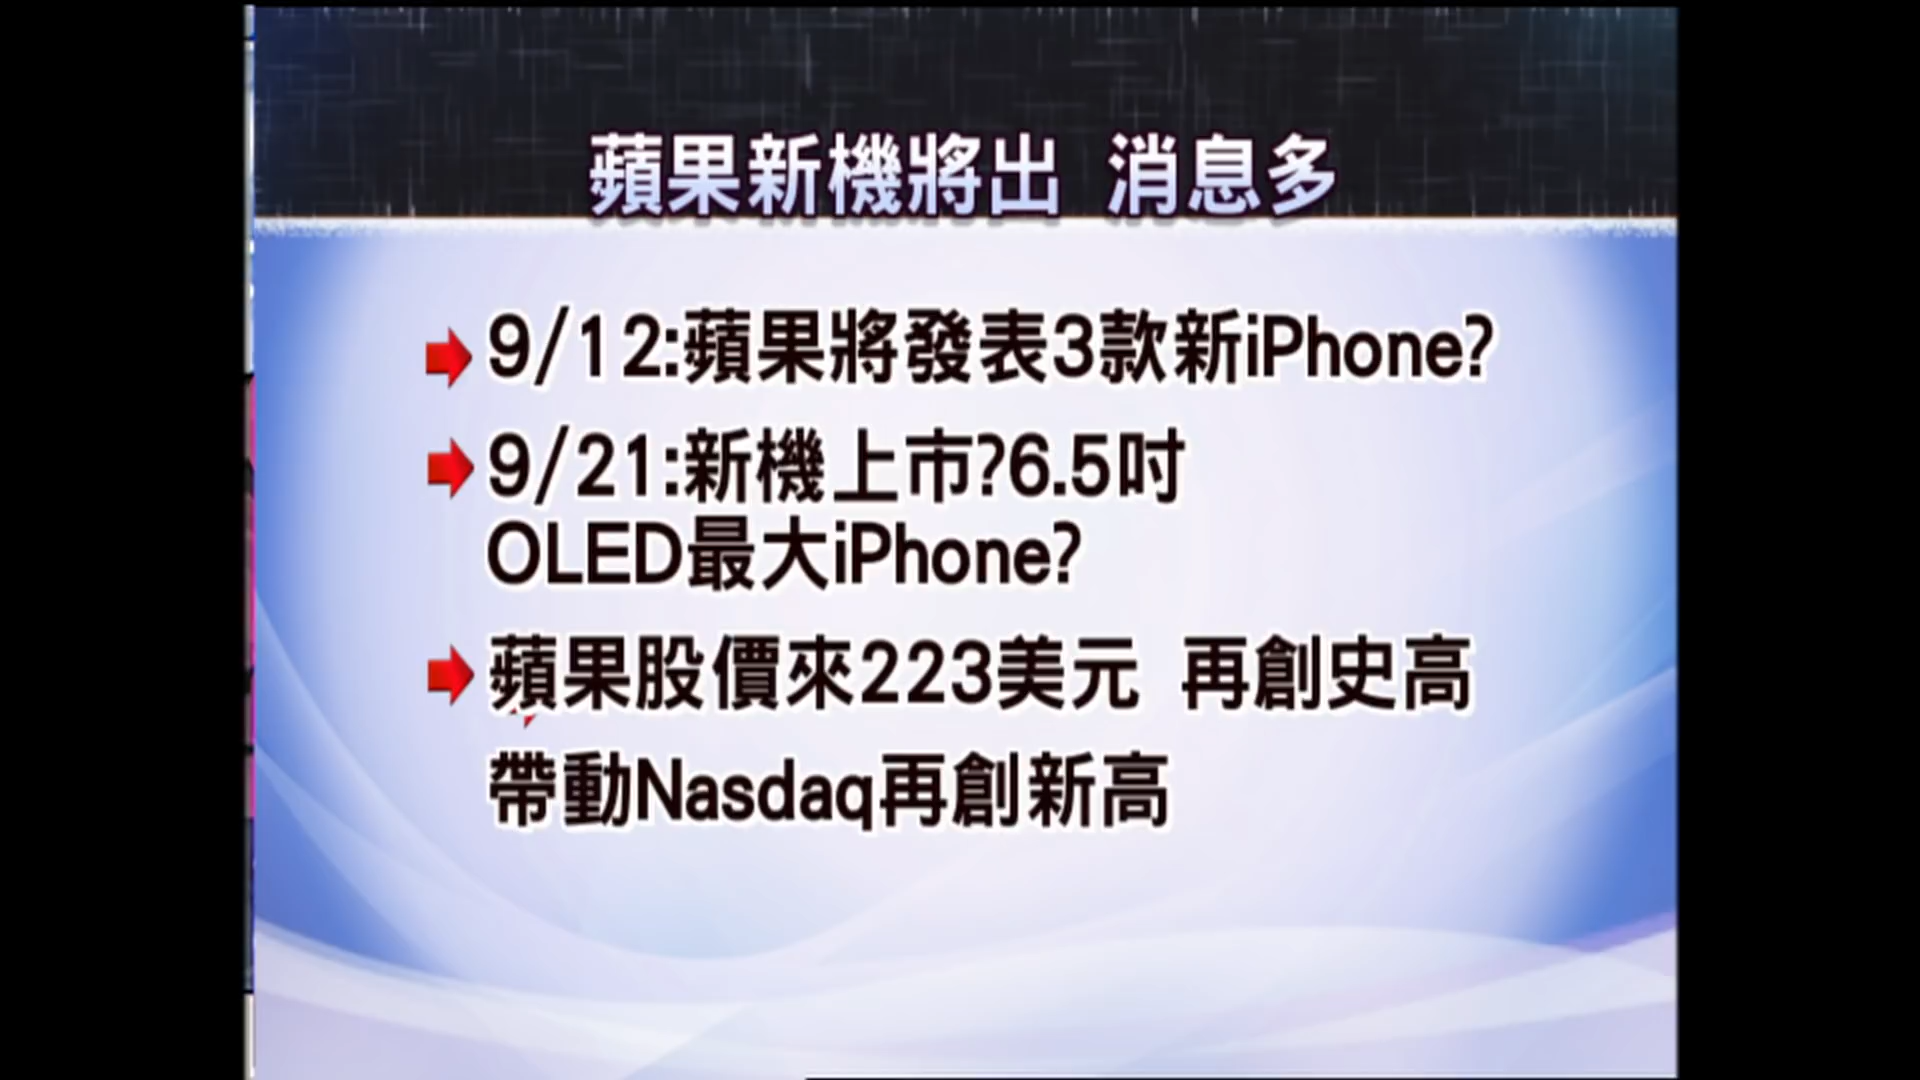 蘋果新機將出 消息多
9/12:蘋果將發表3款新iPhone?
9/21:新機上市?6.5吋
OLED最大iPhone?
蘋果股價來223美元 再創史高
帶動Nasdaq再創新高